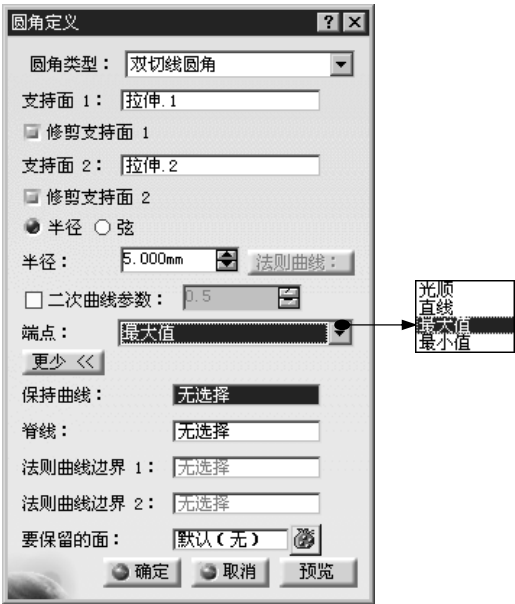 圆角定义
圆角类型： 双切线圆角
支持面 1： 拉伸.1
修剪支持面 1
支持面 2： 拉伸.2
修剪支持面 2
半径 弦
半径： 5.000mm 法则曲线：
二次曲线参数： 0.5
端点： 最大值
更少 <<
保持曲线： 无选择
脊线： 无选择
法则曲线边界 1： 无选择
法则曲线边界 2： 无选择
要保留的面： 默认(无)
确定 取消 预览
光顺
直线
最大值
最小值